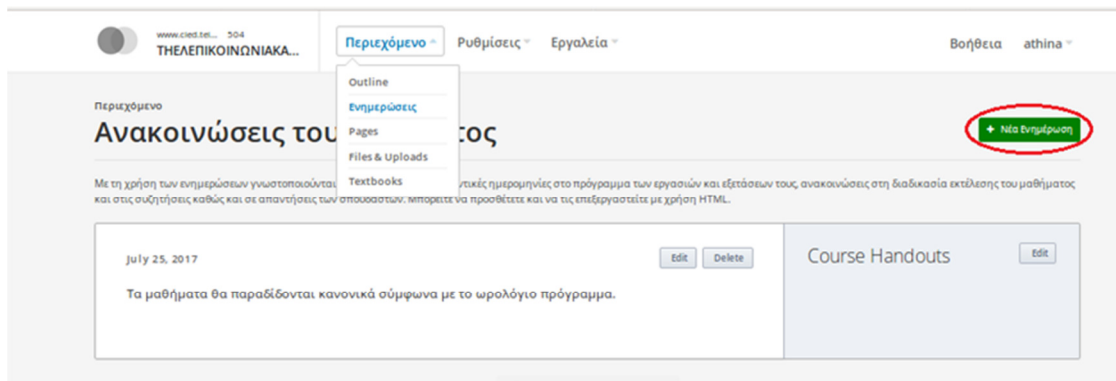 www.cied.tei... 504
ΤΗΛΕΠΙΚΟΙΝΩΝΙΑΚΑ...
Περιεχόμενο Ρυθμίσεις Εργαλεία
Βοήθεια athina
Outline
Ενημερώσεις
Pages
Files & Uploads
Textbooks
Περιεχόμενο
Ανακοινώσεις του τος
+ Νέα Ενημέρωση
Με τη χρήση των ενημερώσεων γνωστοποιούνται ημερομηνίες στο πρόγραμμα των εργασιών και εξετάσεων τους, ανακοινώσεις στη διαδικασία εκτέλεσης του μαθήματος
και στις συζητήσεις καθώς και σε απαντήσεις των σπουδαστών. Μπορείτε να προσθέτετε και να τις επεξεργαστείτε με χρήση HTML.
July 25, 2017
Edit Delete
Τα μαθήματα θα παραδίδονται κανονικά σύμφωνα με το ωρολόγιο πρόγραμμα.
Course Handouts
Edit